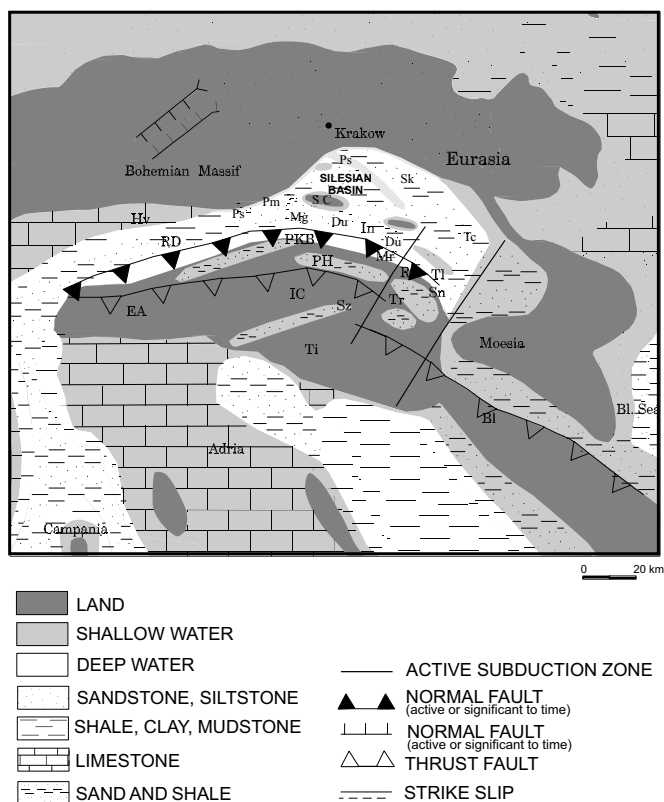 Krakow
Eurasia
Ps
Bohemian Massif
SILESIAN
BASIN
Sk
Pm
S C
Ps
Mg
Du
Hv
In
RD
PKB
Du
Tc
Mr
PH
Tl
IC
Sn
EA
Sz
Tr
Ti
Moesia
Bl
Bl. Sea
Adria
Campania
0 20 km
LAND
SHALLOW WATER
DEEP WATER
SANDSTONE, SILTSTONE
SHALE, CLAY, MUDSTONE
LIMESTONE
SAND AND SHALE
ACTIVE SUBDUCTION ZONE
NORMAL FAULT
(active or significant to time)
NORMAL FAULT
(active or significant to time)
THRUST FAULT
STRIKE SLIP